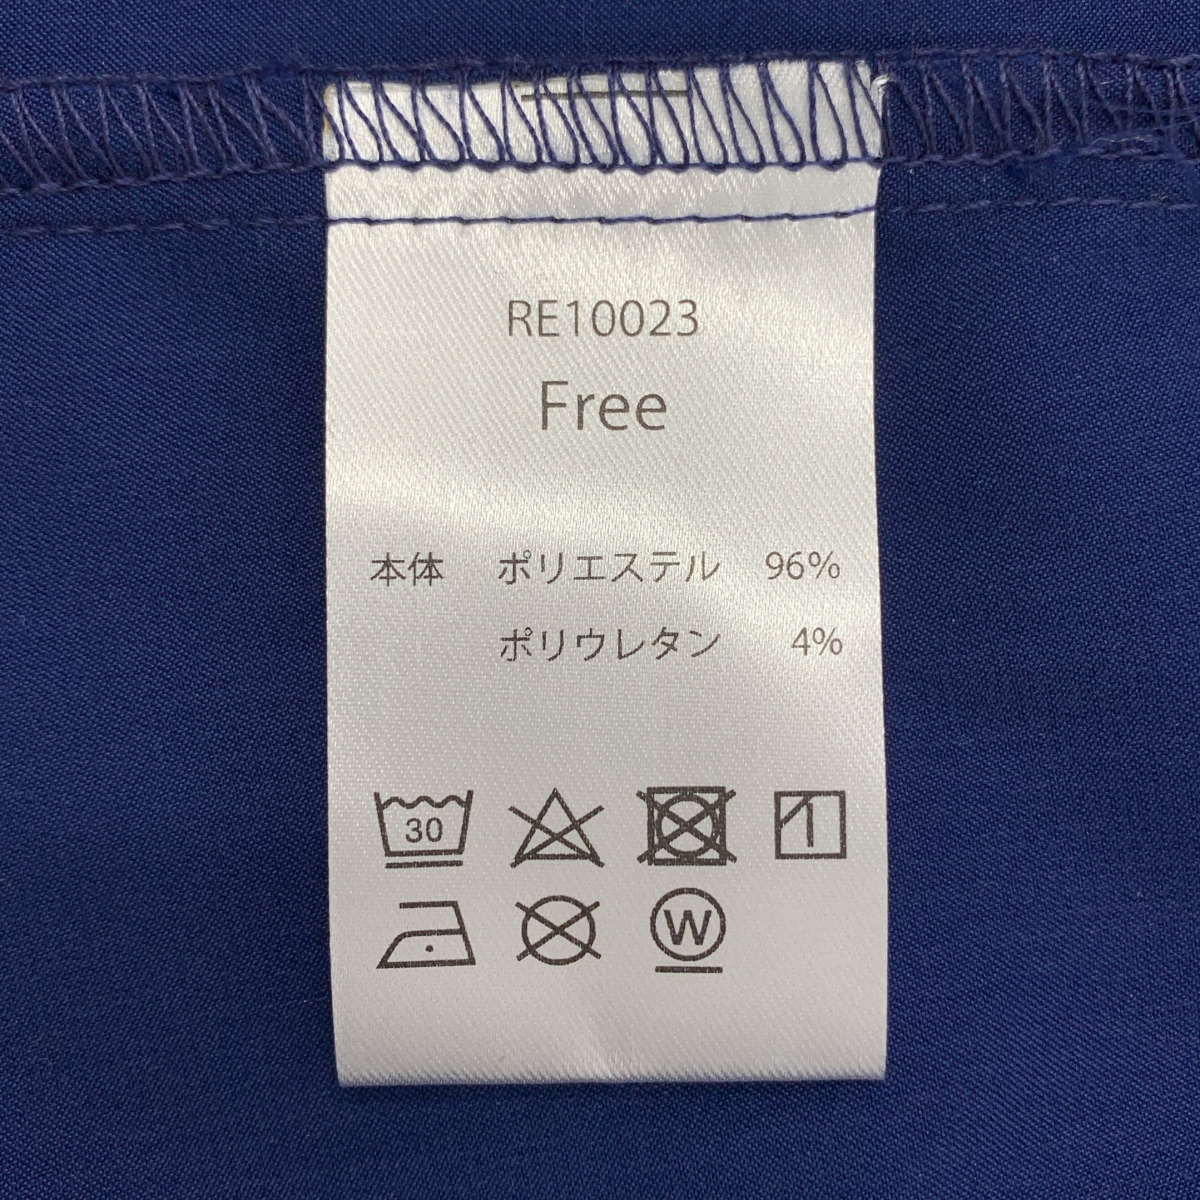 RE10023
Free
本体 ポリエステル 96%
ポリウレタン 4%
30
W